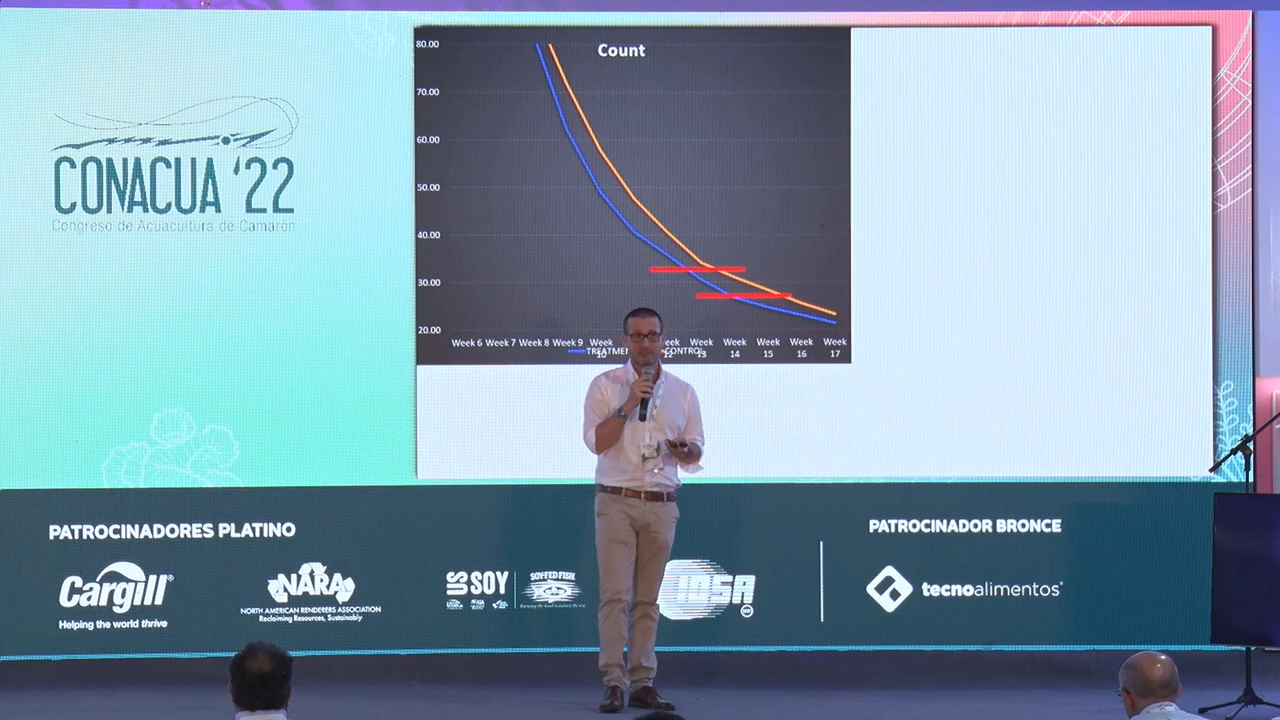 Count
80.00
70.00
60.00
50.00
40.00
30.00
20.00
Week 6 Week 7 Week 8 Week 9 Week 10 Week 13 Week 14 Week 15 Week 16 Week 17
CONTROL
CONACUA '22
Congreso de Acuacultura de Camarón
PATROCINADORES PLATINO
PATROCINADOR BRONCE
Cargill®
Helping the world thrive
NARA
NORTH AMERICAN RENDERERS ASSOCIATION
Reclaiming Resources, Sustainably
US SOY
SOY-FED FISH
tecnoalimentos